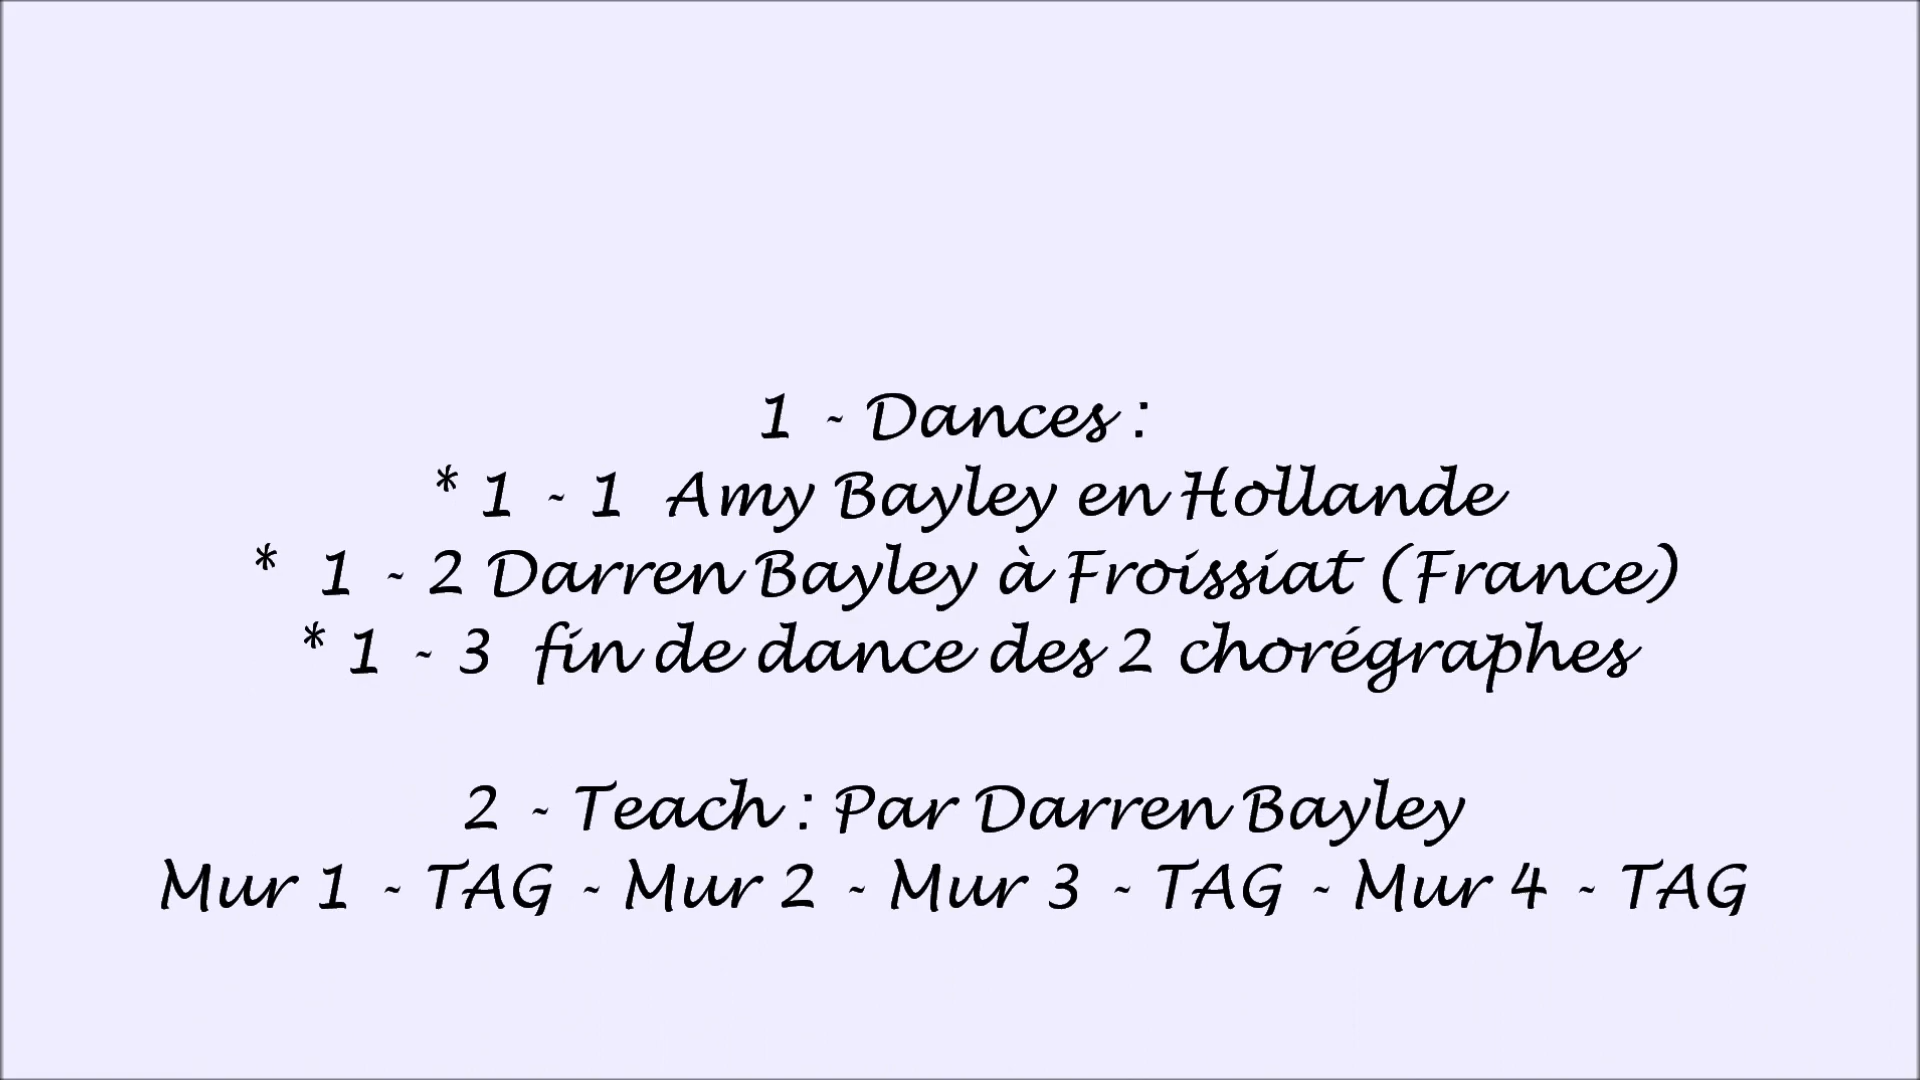 1 - Dances :
* 1 - 1 Amy Bayley en Hollande
* 1 - 2 Darren Bayley à Froissiat (France)
* 1 - 3 fin de dance des 2 chorégraphes
2 - Teach : Par Darren Bayley
Mur 1 - TAG - Mur 2 - Mur 3 - TAG - Mur 4 - TAG